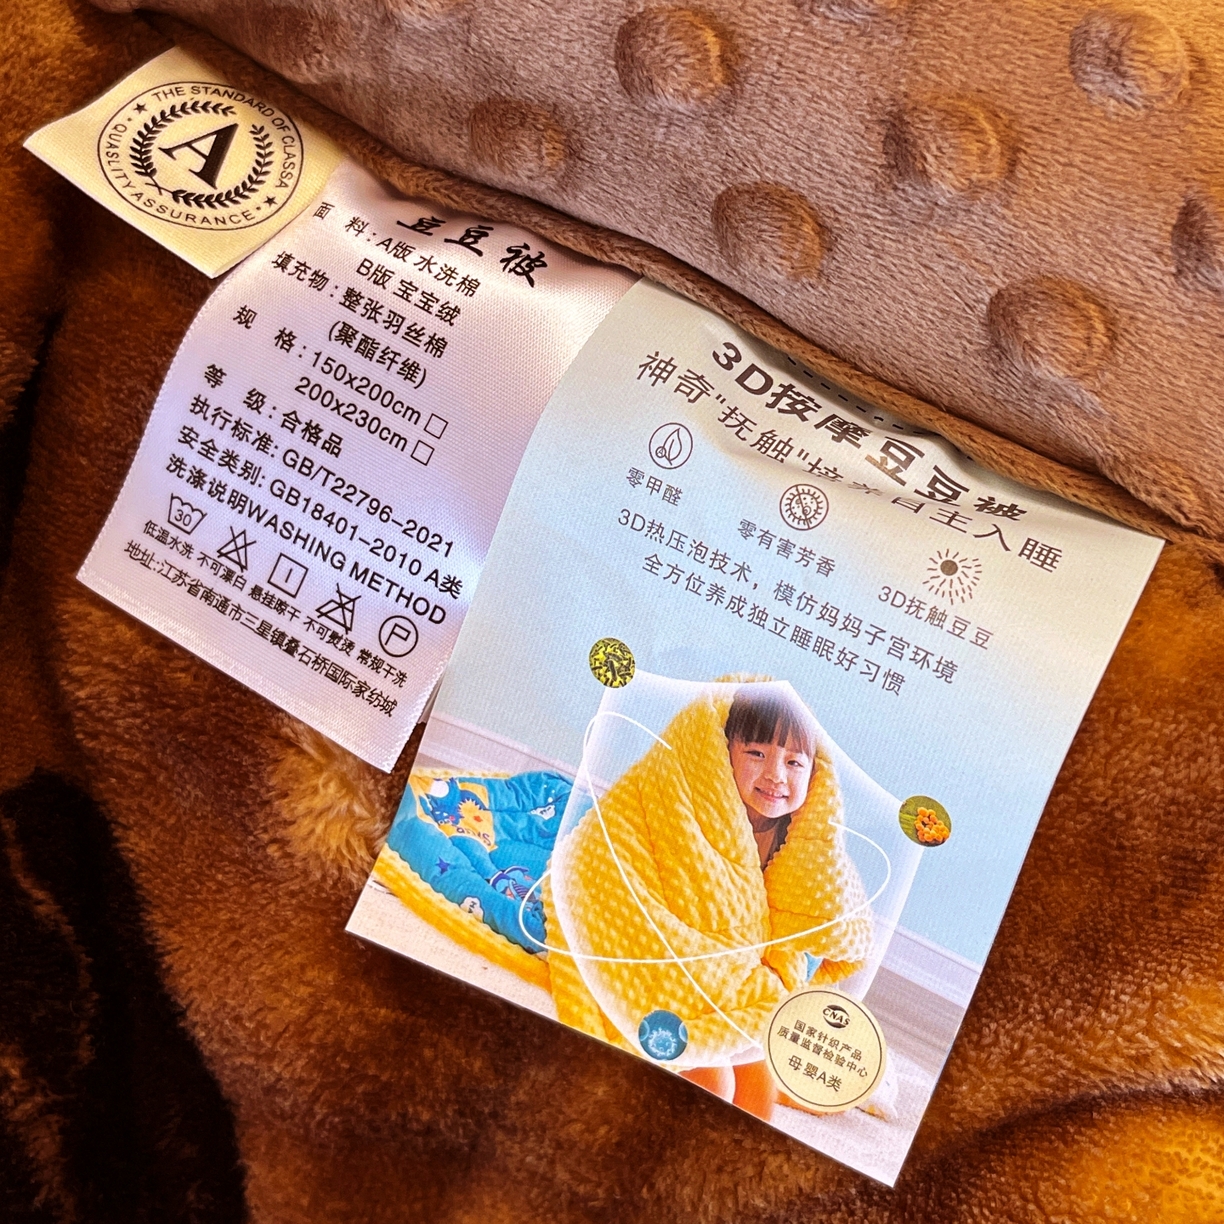 THE STANDARD OF CLASSA
A
QUASLITY ASSURANCE
豆豆被
面 料:A版 水洗棉
B版 宝宝绒
填充物:整张羽丝棉
(聚酯纤维)
规 格:150x200cm
200x230cm
等 级:合格品
执行标准:GB/T22796-2021
安全类别:GB18401-2010 A类
洗涤说明WASHING METHOD
30
P
低温水洗 不可漂白 悬挂晾干 不可熨烫 常规干洗
地址:江苏省南通市三星镇叠石桥国际家纺城
3D按摩豆豆被
神奇"抚触"培养自主入睡
零甲醛
零有害芳香
3D抚触豆豆
3D热压泡技术，模仿妈妈子宫环境
全方位养成独立睡眠好习惯
CNAS
国家针织产品
质量监督检验中心
母婴A类